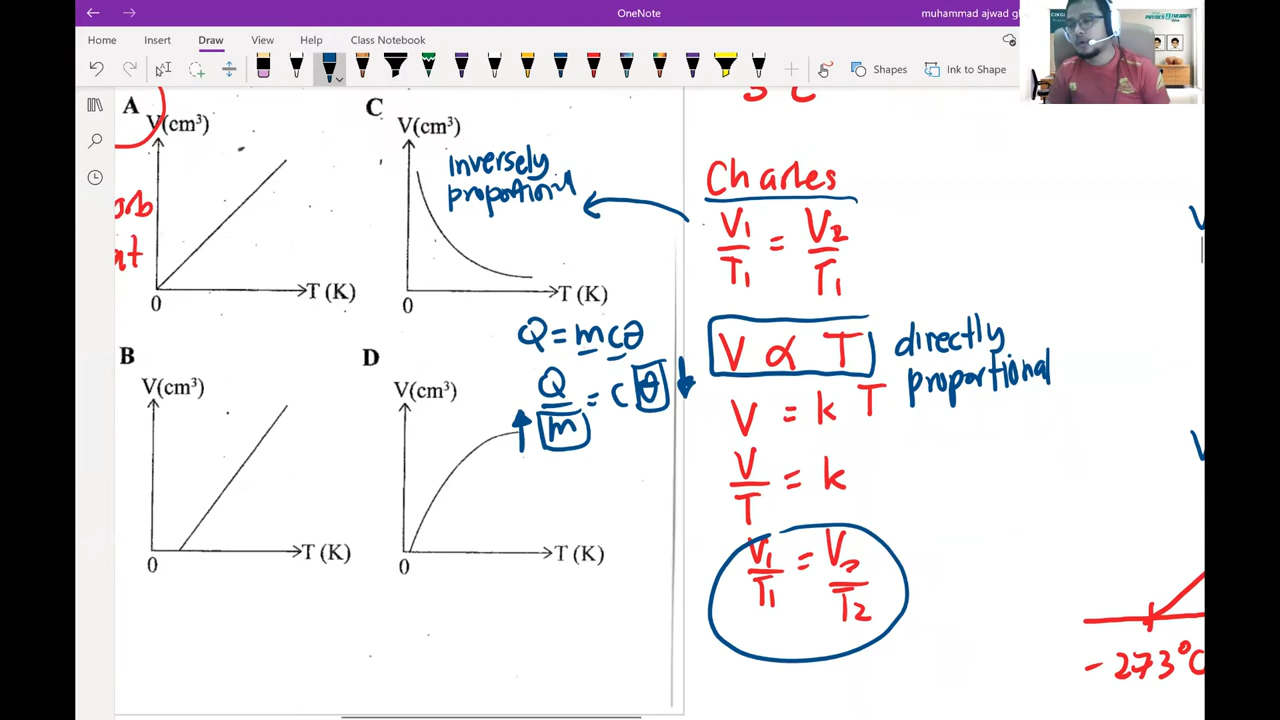 OneNote
muhammad ajwad
Home Insert Draw View Help Class Notebook
Shapes Ink to Shape
A
V(cm³)
0
T (K)
C
V(cm³)
Inversely
proportional
0
T (K)
B
V(cm³)
0
T (K)
D
V(cm³)
0
T (K)
Q = mcθ
Q/m = cθ
Charles
V₁/T₁ = V₂/T₁
V ∝ T
directly
proportional
V = k T
V/T = k
V₁/T₁ = V₂/T₂
-273°C